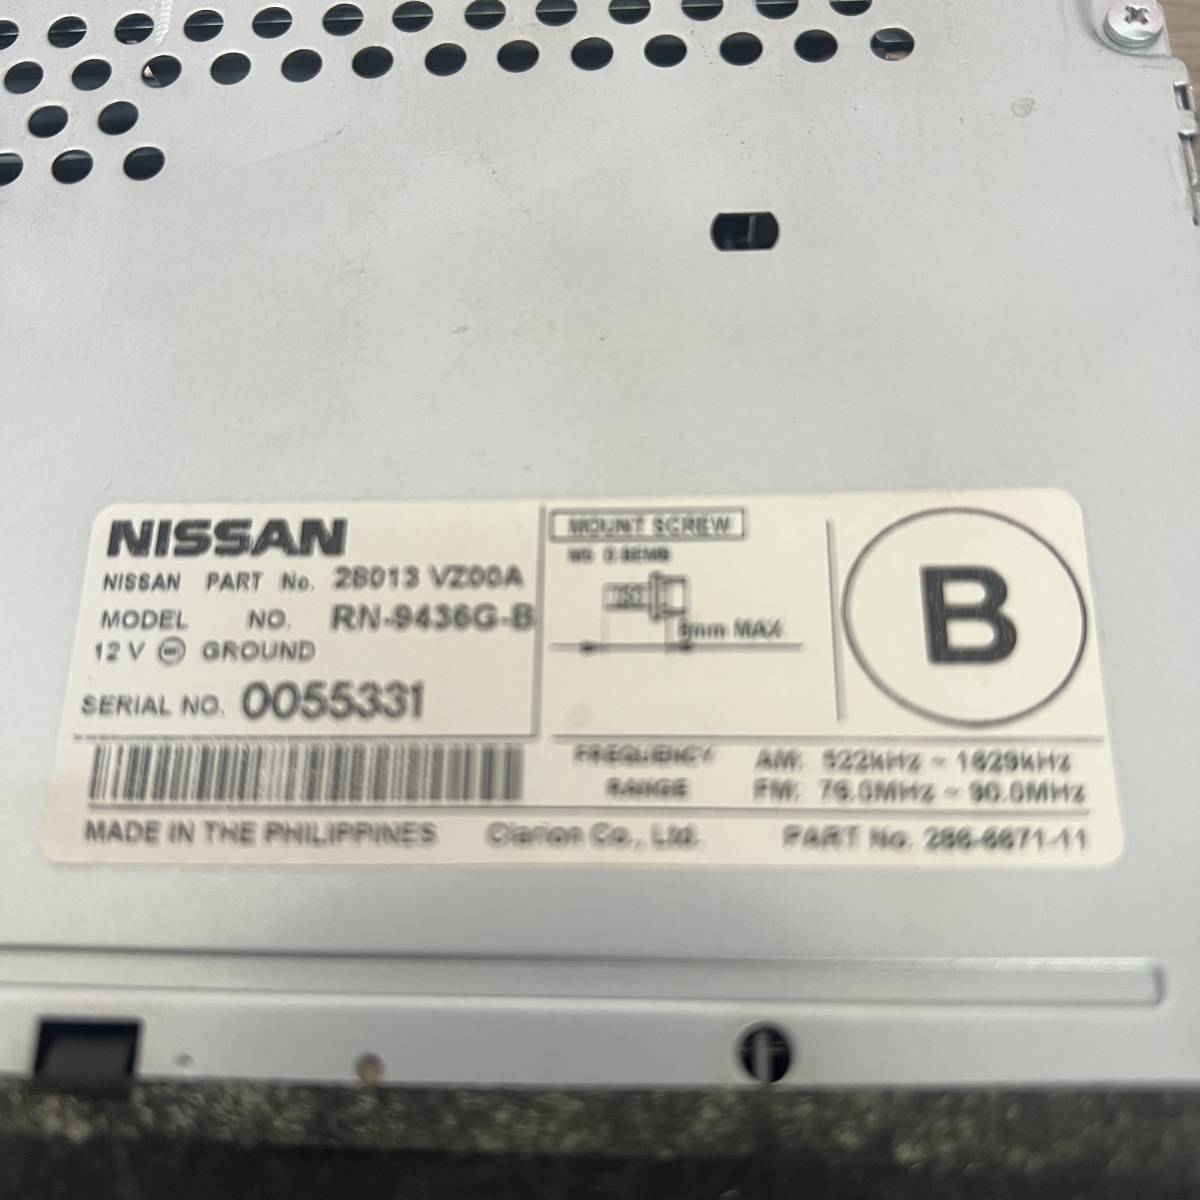 NISSAN
NISSAN PART No. 28013 VZ00A
MODEL NO. RN-9436G-B
12 V GROUND
SERIAL NO. 0055331
MOUNT SCREW
MAX
B
FREQUENCY RANGE
AM: 522kHz ~ 1629kHz
FM: 76.0MHz ~ 90.0MHz
MADE IN THE PHILIPPINES Clarion Co., Ltd. PART No. 286-6671-11